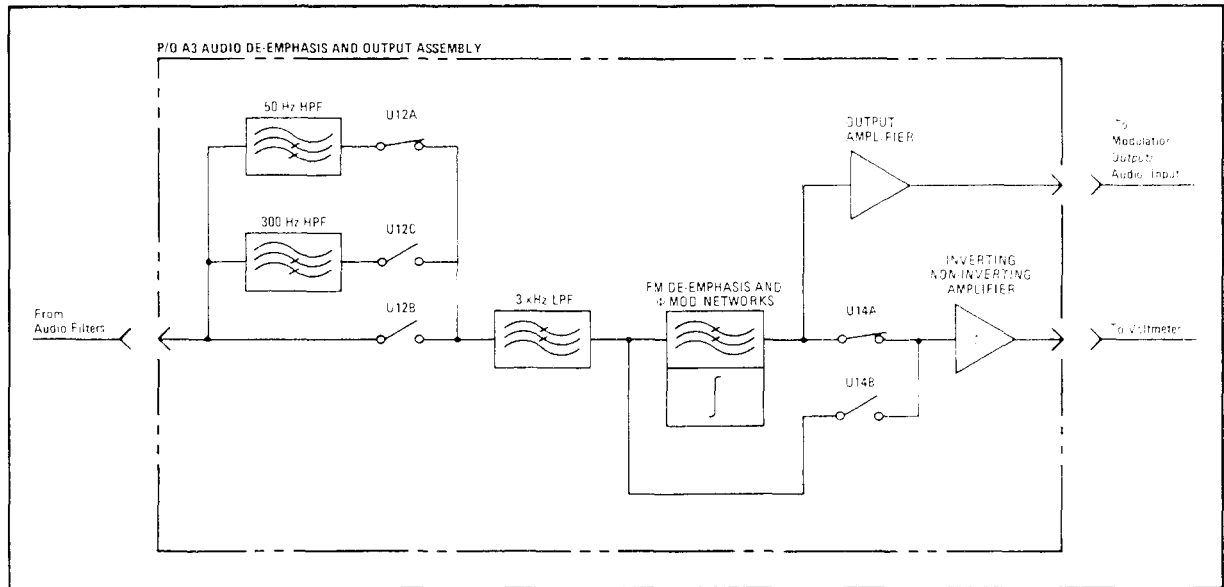 P/O A3 AUDIO DE-EMPHASIS AND OUTPUT ASSEMBLY
50 Hz HPF
U12A
300 Hz HPF
U12C
U12B
From
Audio Filters
3 kHz LPF
FM DE-EMPHASIS AND
Φ MOD NETWORKS
U14A
U14B
OUTPUT
AMPLIFIER
To
Modulation
Output/
Audio Input
INVERTING
NON-INVERTING
AMPLIFIER
To Voltmeter